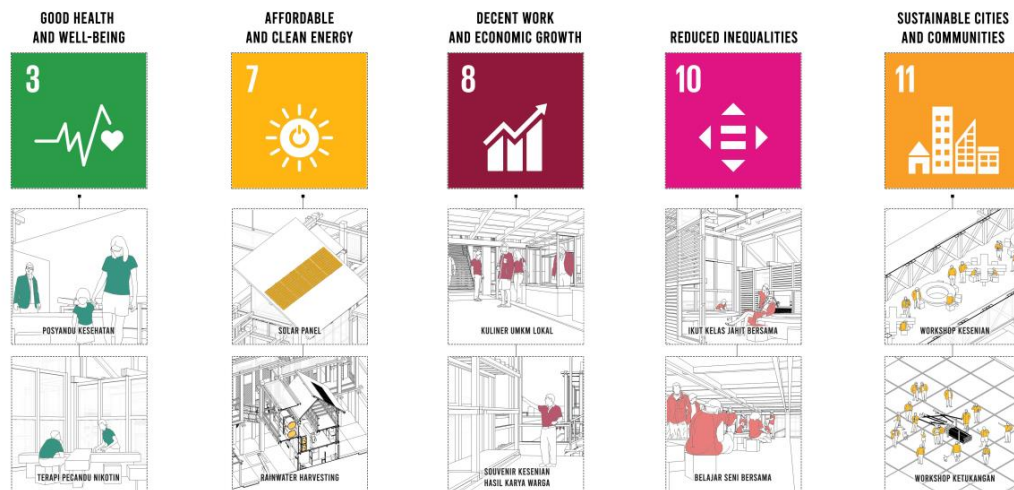 GOOD HEALTH
AND WELL-BEING
3
POSYANDU KESEHATAN
TERAPI PECANDU NIKOTIN
AFFORDABLE
AND CLEAN ENERGY
7
SOLAR PANEL
RAINWATER HARVESTING
DECENT WORK
AND ECONOMIC GROWTH
8
KULINER UMKM LOKAL
SOUVENIR KESENIAN
HASIL KARYA WARGA
REDUCED INEQUALITIES
10
IKUT KELAS JAHIT BERSAMA
BELAJAR SENI BERSAMA
SUSTAINABLE CITIES
AND COMMUNITIES
11
WORKSHOP KESENIAN
WORKSHOP KETUKANGAN